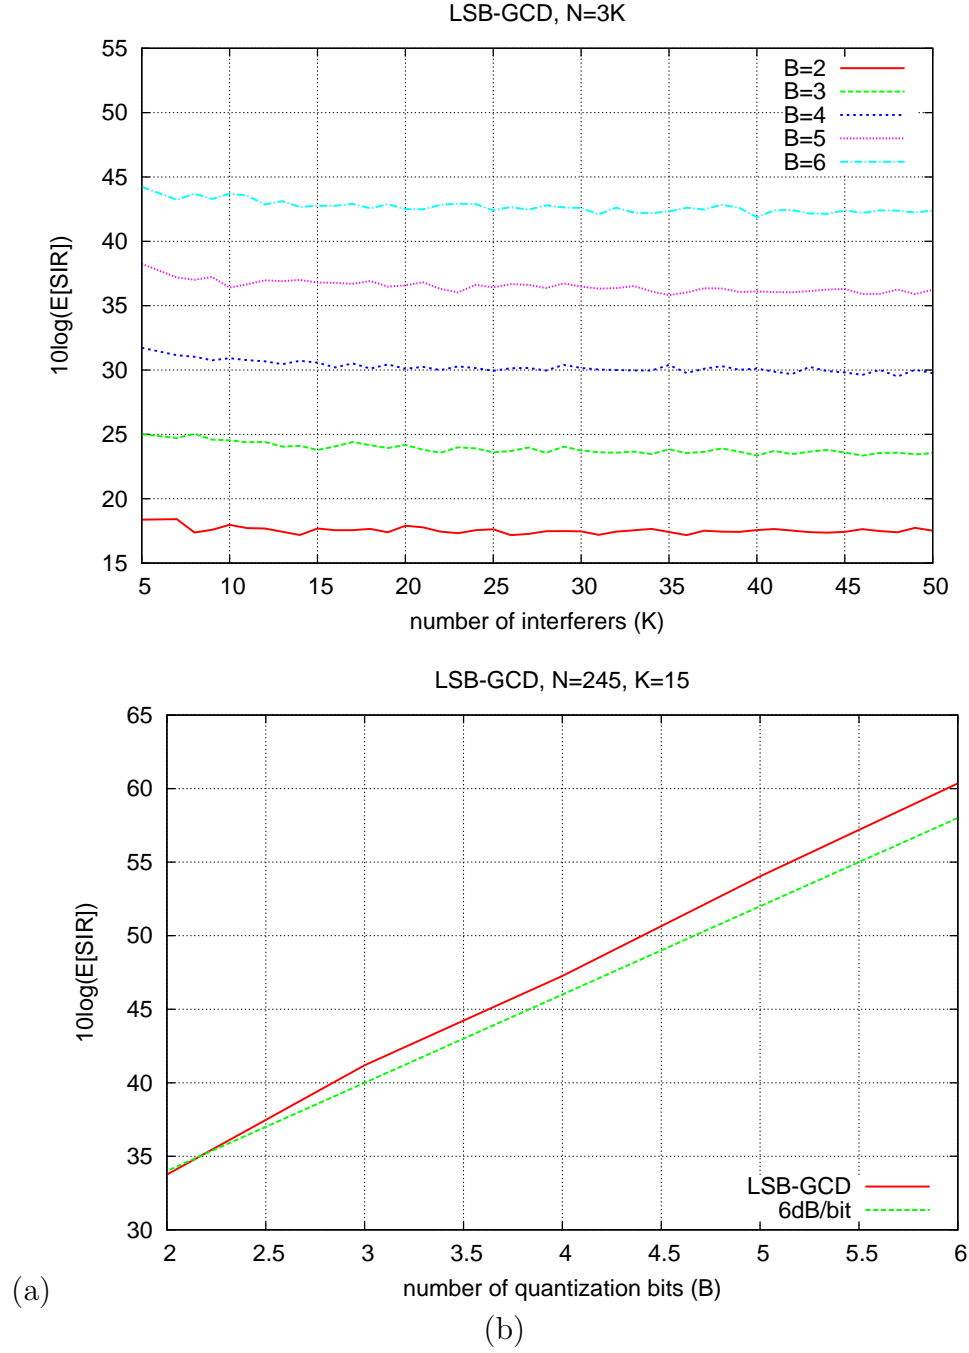 LSB-GCD, N=3K
55
50
45
40
35
30
25
20
15
10log(E[SIR])
B=2
B=3
B=4
B=5
B=6
5 10 15 20 25 30 35 40 45 50
number of interferers (K)
LSB-GCD, N=245, K=15
65
60
55
50
45
40
35
30
10log(E[SIR])
LSB-GCD
6dB/bit
2 2.5 3 3.5 4 4.5 5 5.5 6
number of quantization bits (B)
(a)
(b)